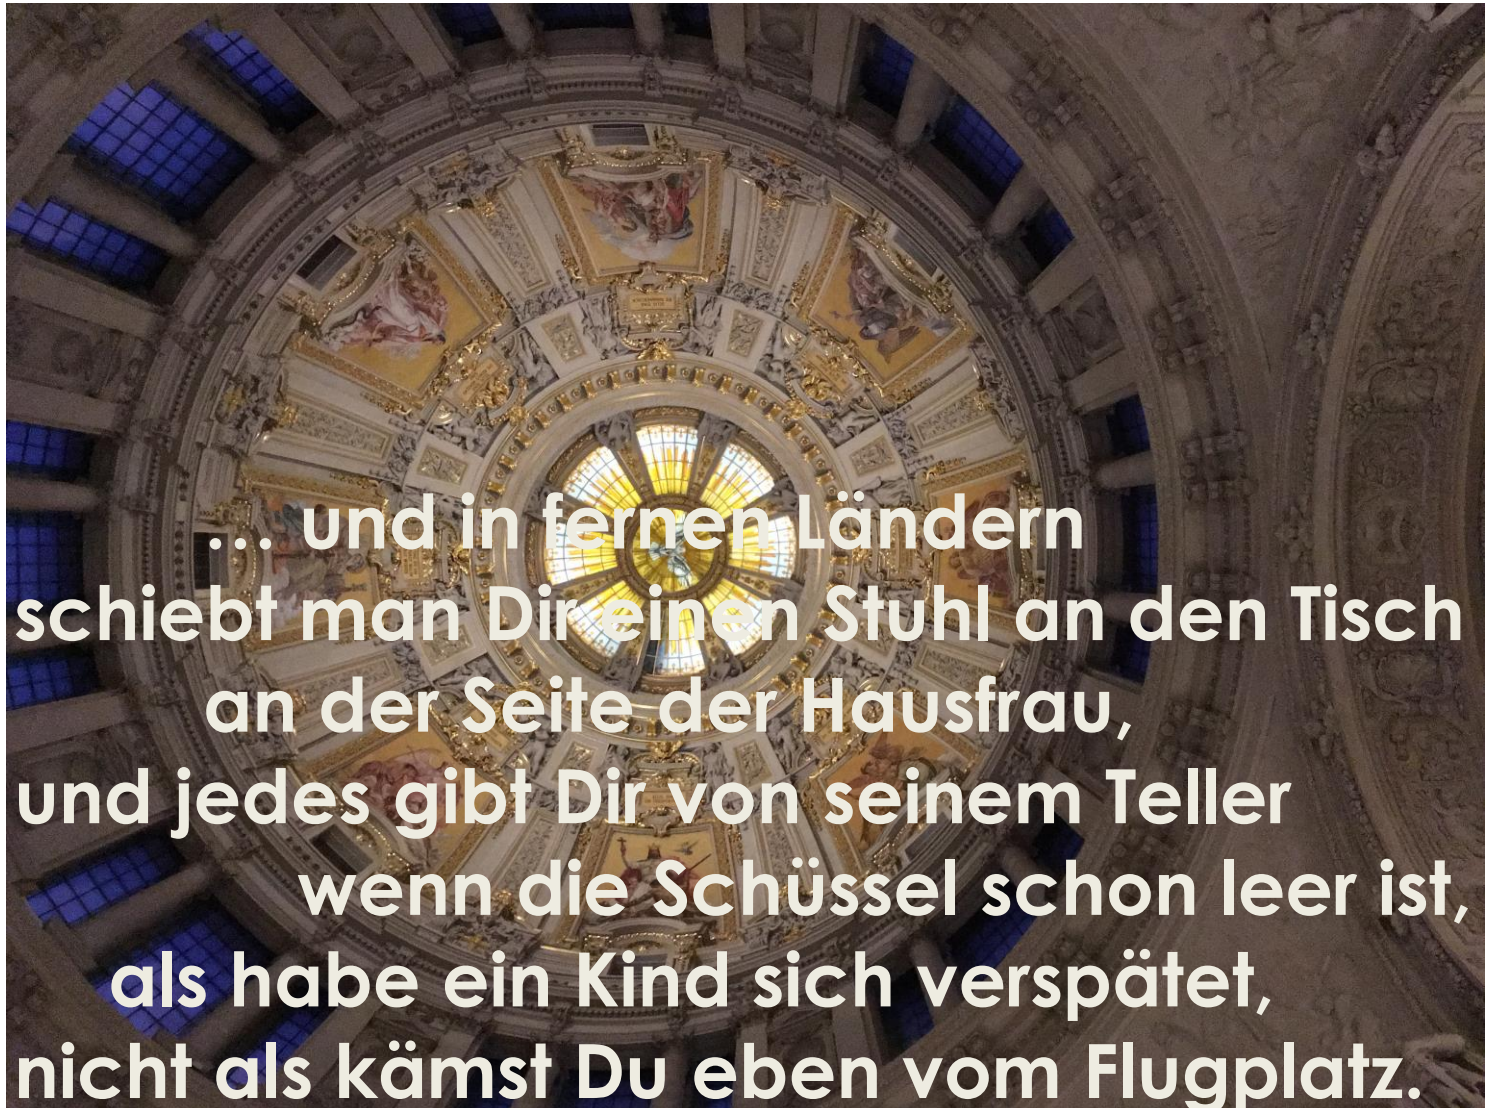 … und in fernen Ländern
schiebt man Dir einen Stuhl an den Tisch
an der Seite der Hausfrau,
und jedes gibt Dir von seinem Teller
wenn die Schüssel schon leer ist,
als habe ein Kind sich verspätet,
nicht als kämst Du eben vom Flugplatz.